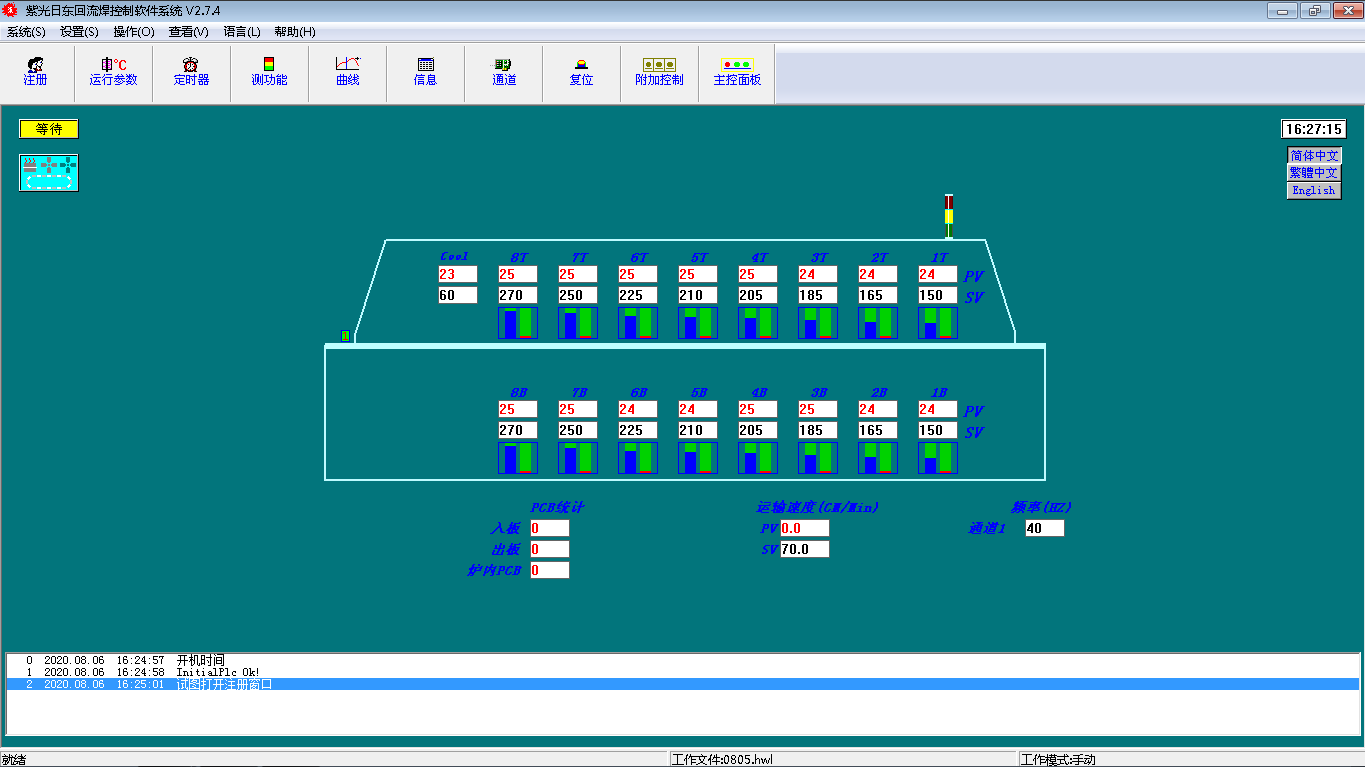 紫光日东回流焊控制软件系统 V2.7.4
系统(S) 设置(S) 操作(O) 查看(V) 语言(L) 帮助(H)
注册 运行参数 定时器 测功能 曲线 信息 通道 复位 附加控制 主控面板
等待 16:27:15
简体中文
繁體中文
English
Cool 8T 7T 6T 5T 4T 3T 2T 1T
23 25 25 25 25 25 24 24 24 PV
60 270 250 225 210 205 185 165 150 SV
8B 7B 6B 5B 4B 3B 2B 1B
25 25 24 24 25 25 24 24 PV
270 250 225 210 205 185 165 150 SV
PCB统计 运输速度(CM/Min) 频率(HZ)
入板 0 PV 0.0 通道1 40
出板 0 SV 70.0
炉内PCB 0
0 2020.08.06 16:24:57 开机时间
1 2020.08.06 16:24:58 InitialPlc Ok!
2 2020.08.06 16:25:01 试图打开注册窗口
就绪 工作文件:0805.hwl 工作模式:手动